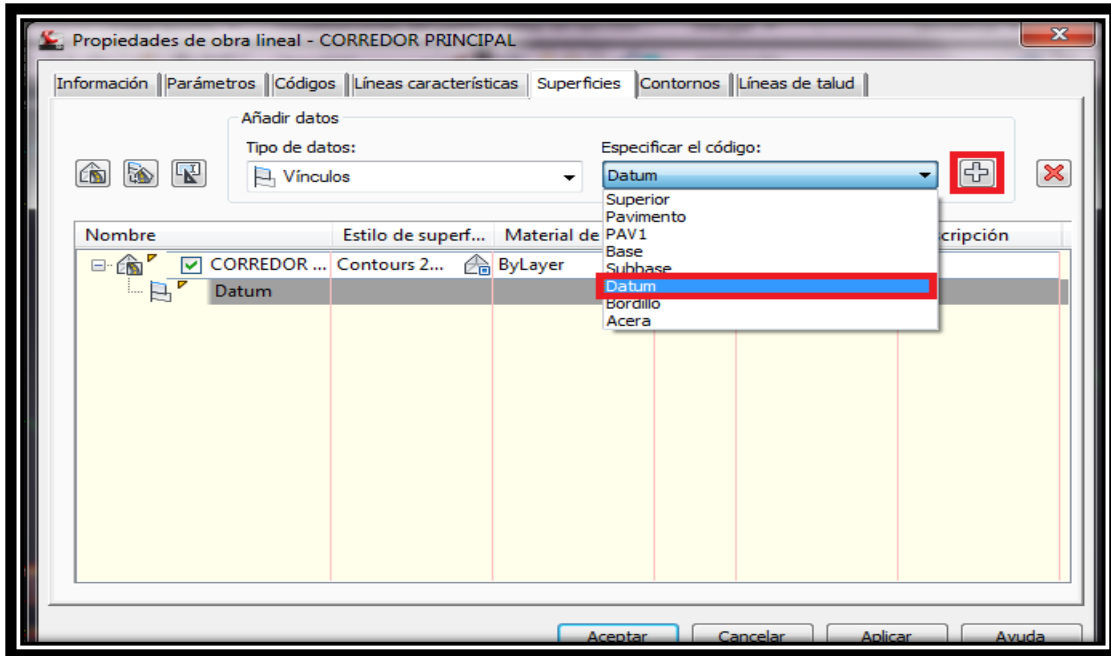 Propiedades de obra lineal - CORREDOR PRINCIPAL
Información Parámetros Códigos Líneas características Superficies Contornos Líneas de talud
Añadir datos
Tipo de datos: Especificar el código:
Vínculos Datum
Superior
Pavimento
PAV1
Base
Subbase
Datum
Bordillo
Acera
Nombre Estilo de superf... Material de scripción
CORREDOR ... Contours 2... ByLayer
Datum
Aceptar Cancelar Aplicar Ayuda